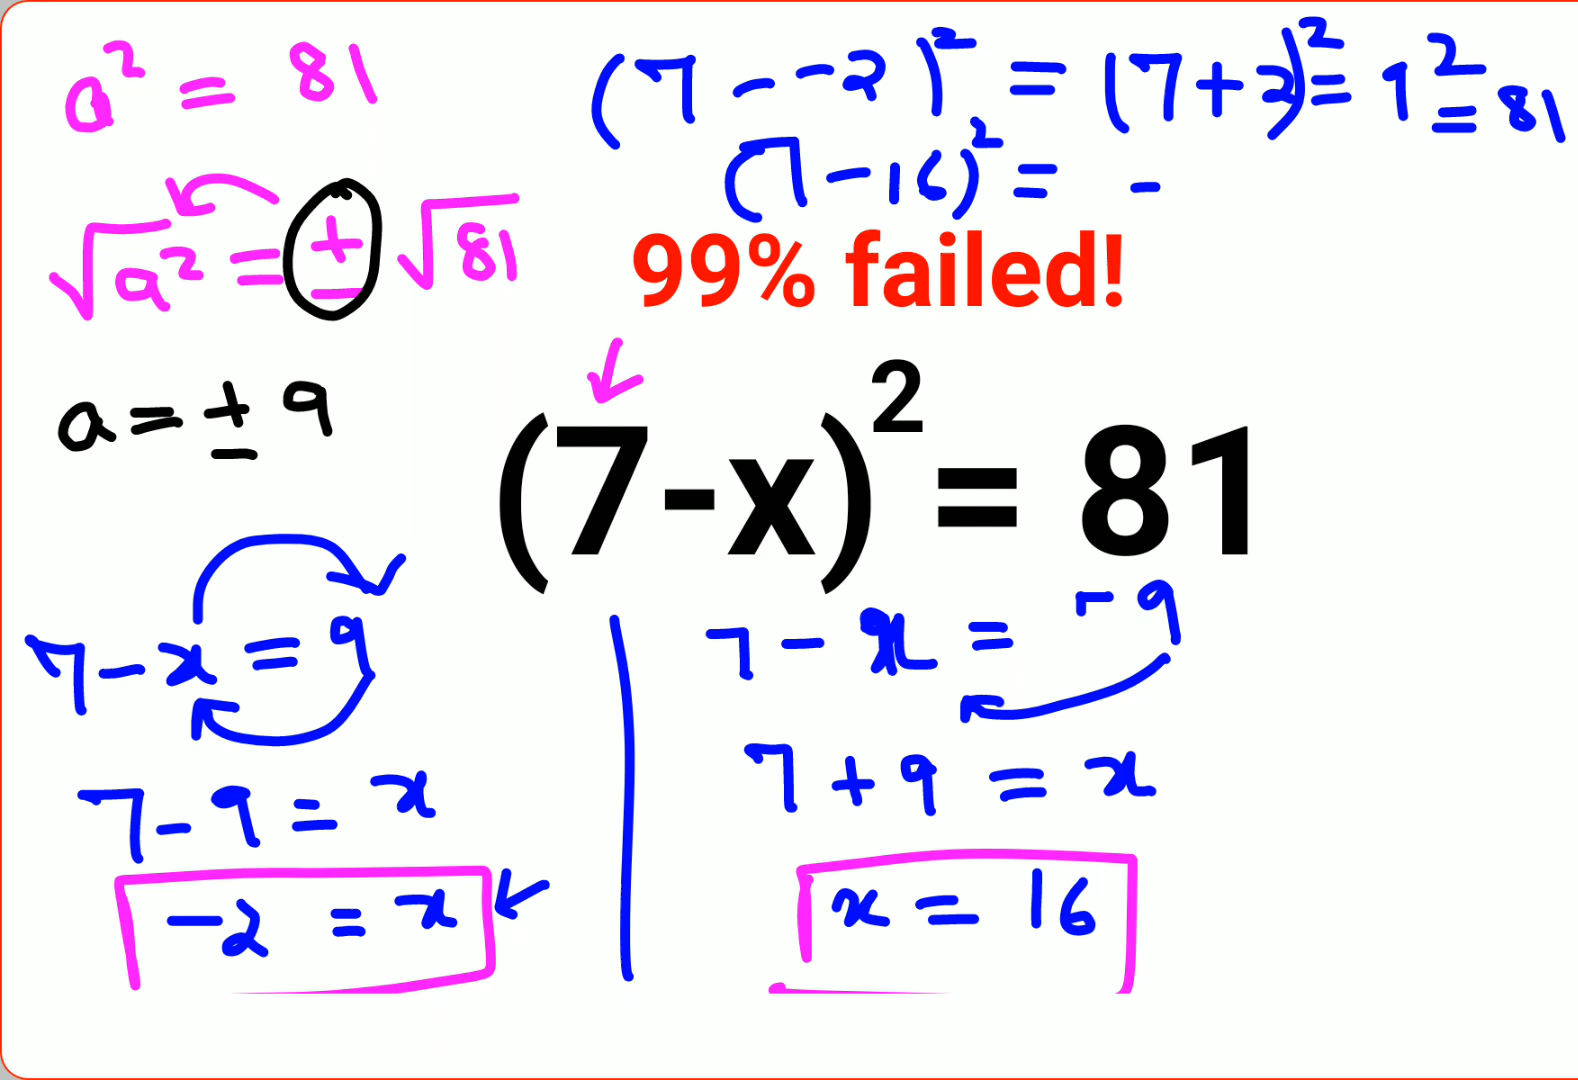 a² = 81
√a² = ± √81
a = ± 9
(7 - -2)² = (7+2)² = 9² = 81
(7-16)² = -
99% failed!
(7-x)² = 81
7 - x = 9
7 - 9 = x
-2 = x
7 - x = -9
7 + 9 = x
x = 16